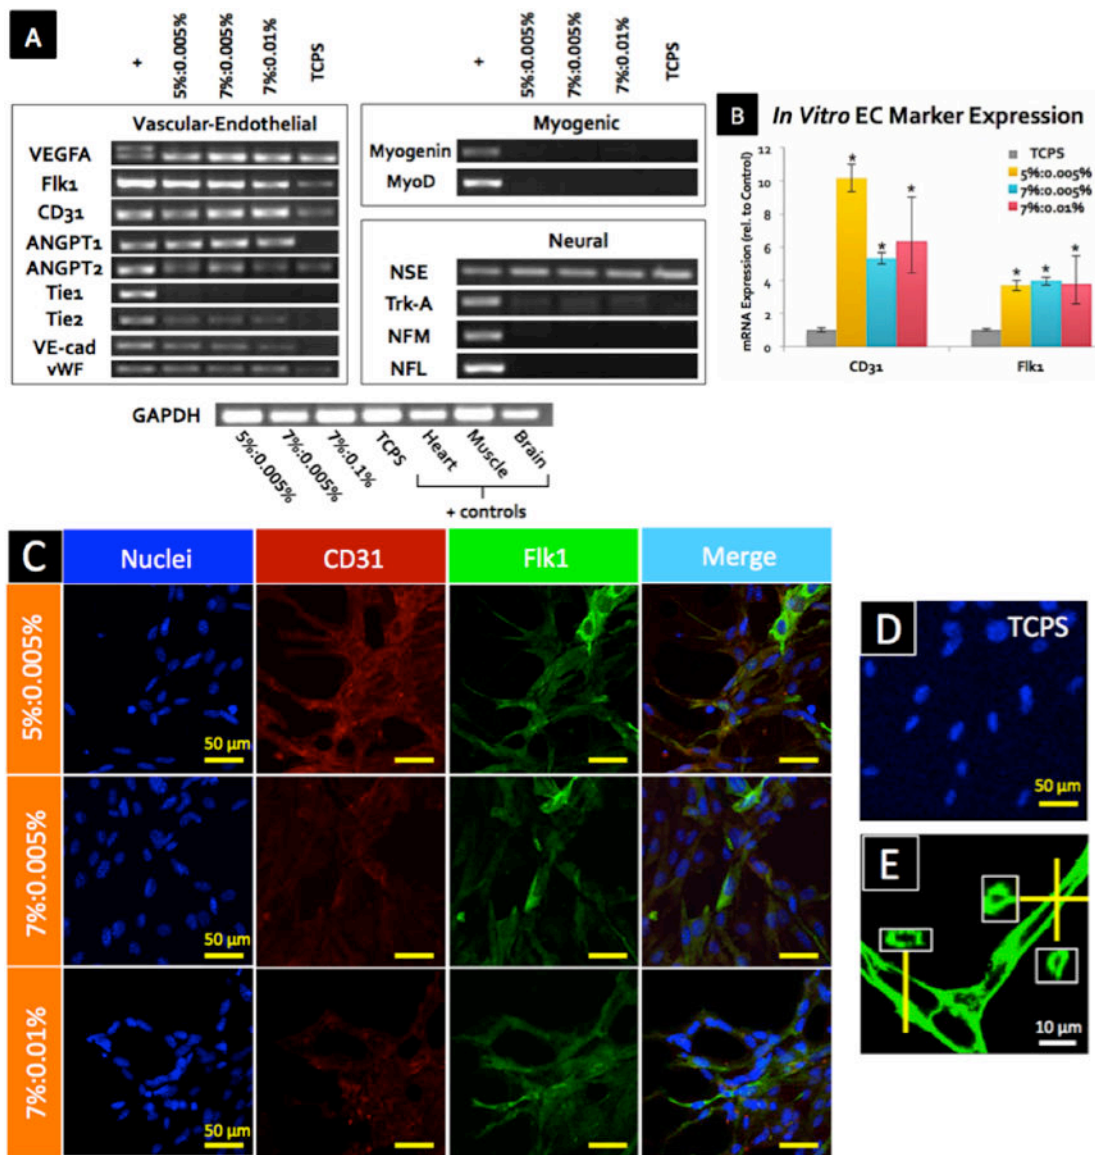 A
+ 5%:0.005% 7%:0.005% 7%:0.01% TCPS
Vascular-Endothelial
VEGFA
Flk1
CD31
ANGPT1
ANGPT2
Tie1
Tie2
VE-cad
vWF
+ 5%:0.005% 7%:0.005% 7%:0.01% TCPS
Myogenic
Myogenin
MyoD
Neural
NSE
Trk-A
NFM
NFL
GAPDH
5%:0.005% 7%:0.005% 7%:0.1% TCPS Heart Muscle Brain
+ controls
B
In Vitro EC Marker Expression
mRNA Expression (rel. to Control)
12
10
8
6
4
2
0
TCPS
5%:0.005%
7%:0.005%
7%:0.01%
* * * * * *
CD31 Flk1
C
Nuclei CD31 Flk1 Merge
5%:0.005%
50 µm
7%:0.005%
50 µm
7%:0.01%
50 µm
D
TCPS
50 µm
E
10 µm